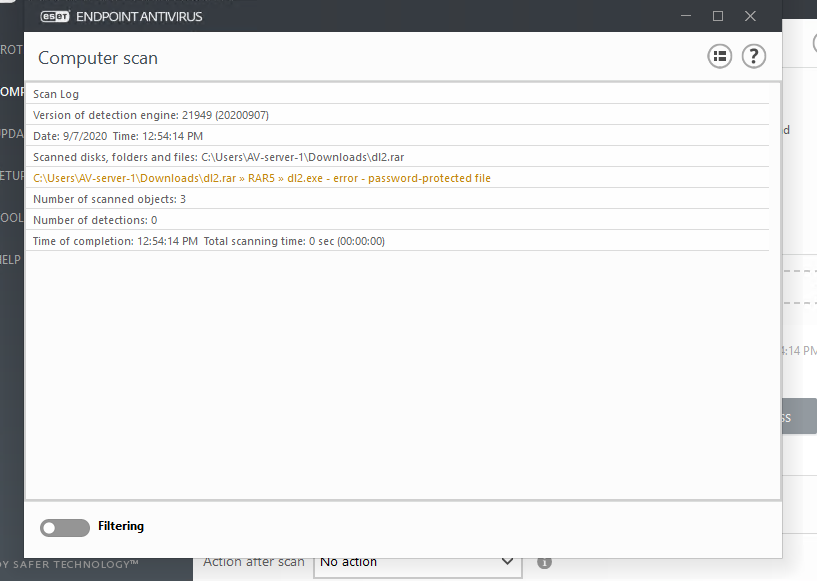 eset ENDPOINT ANTIVIRUS
Computer scan
?
Scan Log
Version of detection engine: 21949 (20200907)
Date: 9/7/2020  Time: 12:54:14 PM
Scanned disks, folders and files: C:\Users\AV-server-1\Downloads\dl2.rar
C:\Users\AV-server-1\Downloads\dl2.rar » RAR5 » dl2.exe - error - password-protected file
Number of scanned objects: 3
Number of detections: 0
Time of completion: 12:54:14 PM  Total scanning time: 0 sec (00:00:00)
Filtering
ROT
OMP
UPDA
ETUP
OOL
HELP
4:14 PM
SS
Y SAFER TECHNOLOGY™
Action after scan
No action
i